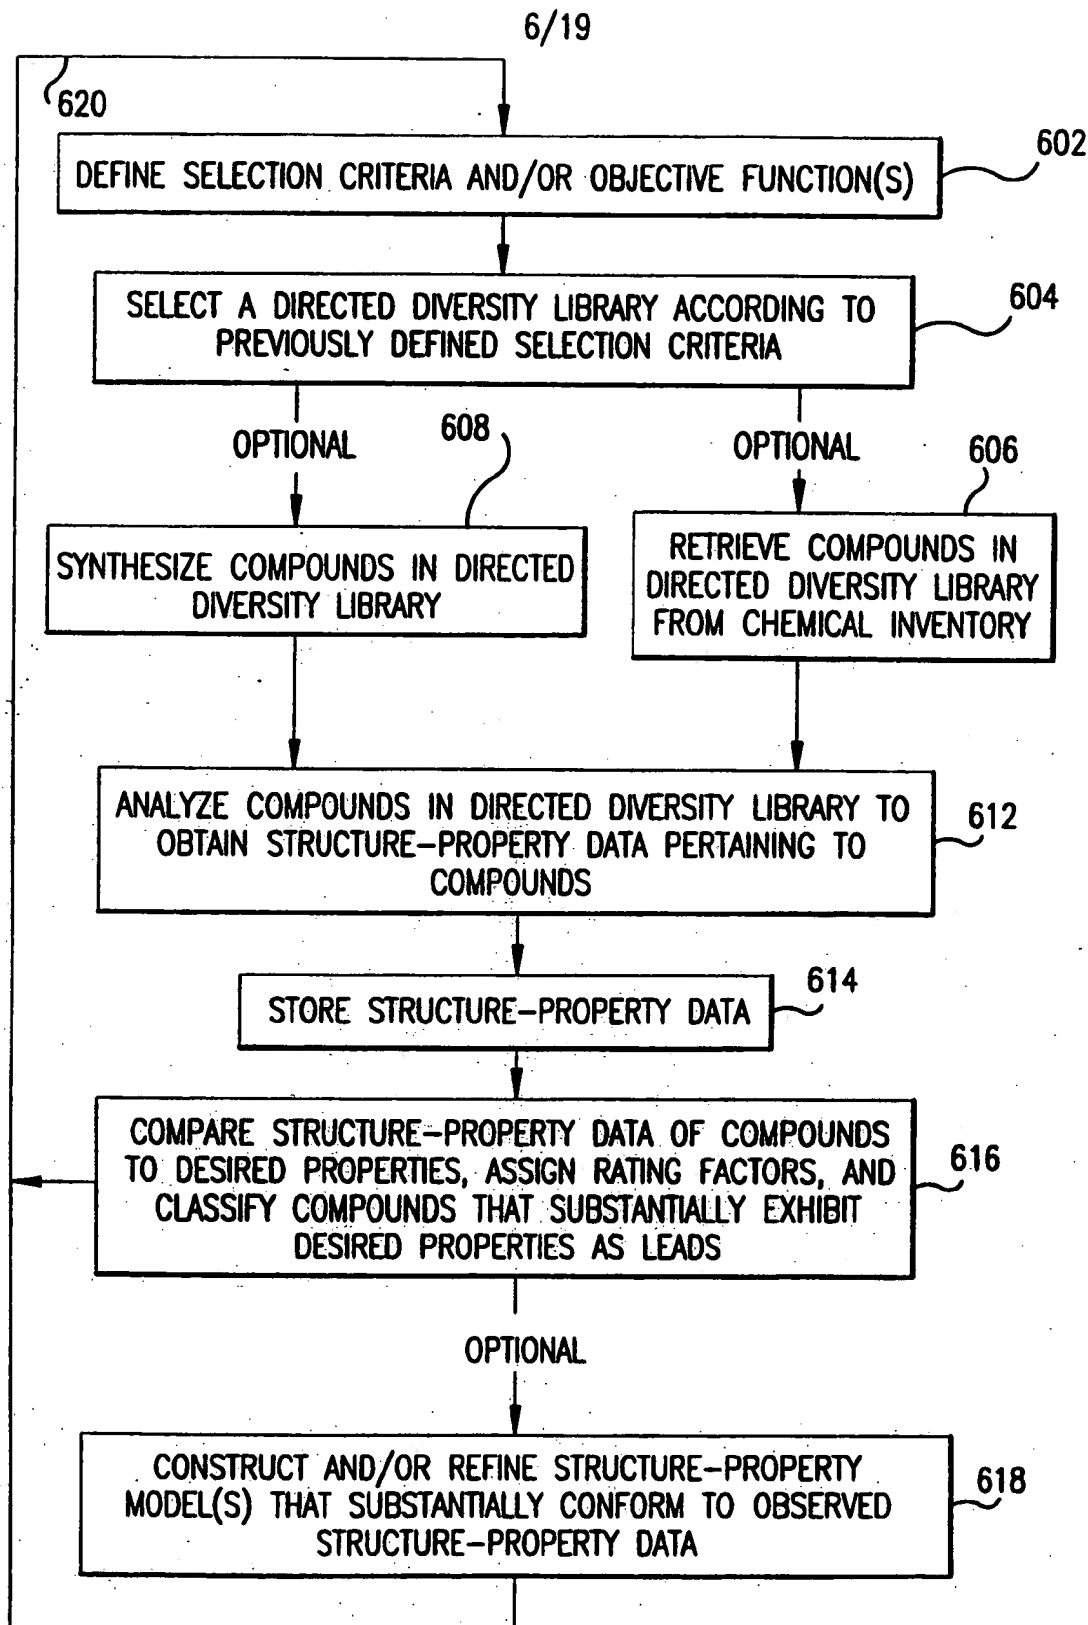 6/19
620
DEFINE SELECTION CRITERIA AND/OR OBJECTIVE FUNCTION(S)
602
SELECT A DIRECTED DIVERSITY LIBRARY ACCORDING TO
PREVIOUSLY DEFINED SELECTION CRITERIA
604
OPTIONAL
608
OPTIONAL
606
SYNTHESIZE COMPOUNDS IN DIRECTED
DIVERSITY LIBRARY
RETRIEVE COMPOUNDS IN
DIRECTED DIVERSITY LIBRARY
FROM CHEMICAL INVENTORY
ANALYZE COMPOUNDS IN DIRECTED DIVERSITY LIBRARY TO
OBTAIN STRUCTURE-PROPERTY DATA PERTAINING TO
COMPOUNDS
612
STORE STRUCTURE-PROPERTY DATA
614
COMPARE STRUCTURE-PROPERTY DATA OF COMPOUNDS
TO DESIRED PROPERTIES, ASSIGN RATING FACTORS, AND
CLASSIFY COMPOUNDS THAT SUBSTANTIALLY EXHIBIT
DESIRED PROPERTIES AS LEADS
616
OPTIONAL
CONSTRUCT AND/OR REFINE STRUCTURE-PROPERTY
MODEL(S) THAT SUBSTANTIALLY CONFORM TO OBSERVED
STRUCTURE-PROPERTY DATA
618